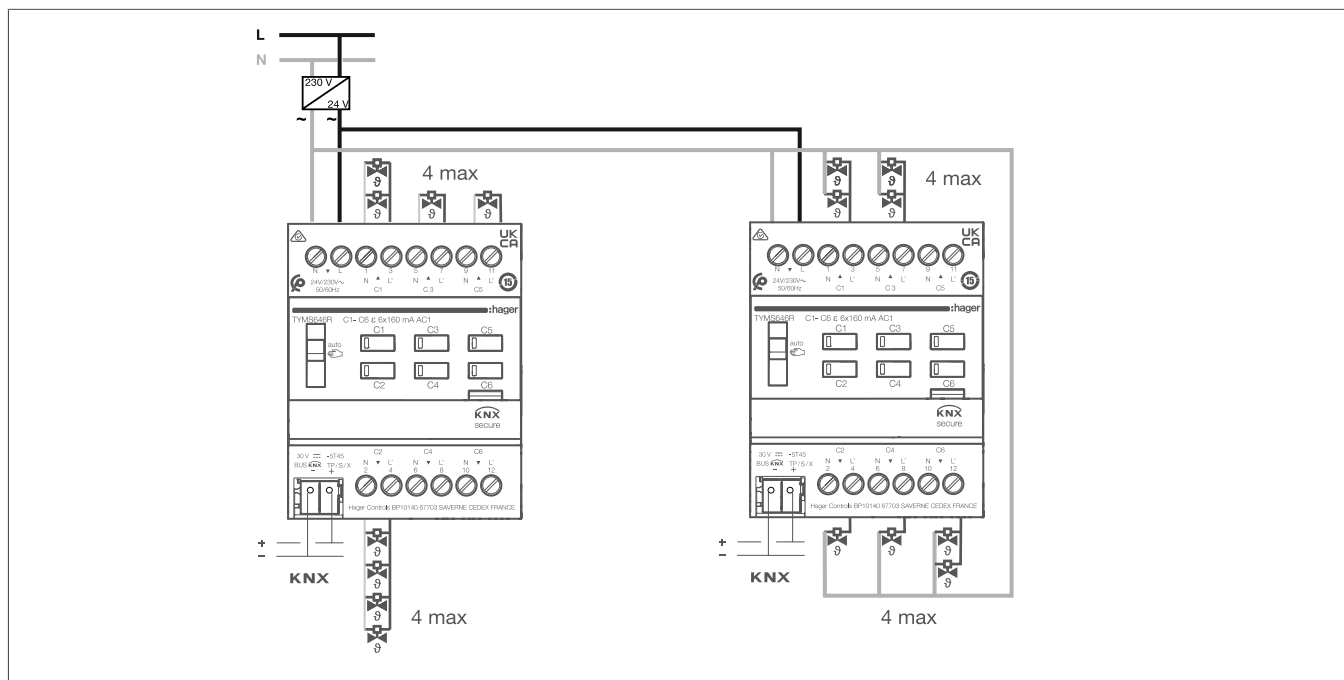 L
N
230 V
24 V
~ ~
4 max
4 max
ϑ ϑ ϑ ϑ
ϑ ϑ ϑ ϑ
UK
CA
N ▼ L 1 3 5 7 9 11
24V/230V~ N ▲ L' N ▲ L' N ▲ L'
50/60Hz C1 C3 C5
15
:hager
TYMS646R C1- C6 ε 6x160 mA AC1
C1 C3 C5
auto
C2 C4 C6
KNX
secure
C2 C4 C6
30 V ⎓ -5T45 N ▼ L' N ▼ L' N ▼ L'
BUS KNX TP/S/X 2 4 6 8 10 12
- +
Hager Controls BP10140 67703 SAVERNE CEDEX FRANCE
+
-
KNX
ϑ
ϑ
ϑ
ϑ
4 max
UK
CA
N ▼ L 1 3 5 7 9 11
24V/230V~ N ▲ L' N ▲ L' N ▲ L'
50/60Hz C1 C3 C5
15
:hager
TYMS646R C1- C6 ε 6x160 mA AC1
C1 C3 C5
auto
C2 C4 C6
KNX
secure
C2 C4 C6
30 V ⎓ -5T45 N ▼ L' N ▼ L' N ▼ L'
BUS KNX TP/S/X 2 4 6 8 10 12
- +
Hager Controls BP10140 67703 SAVERNE CEDEX FRANCE
+
-
KNX
ϑ ϑ ϑ
ϑ
4 max